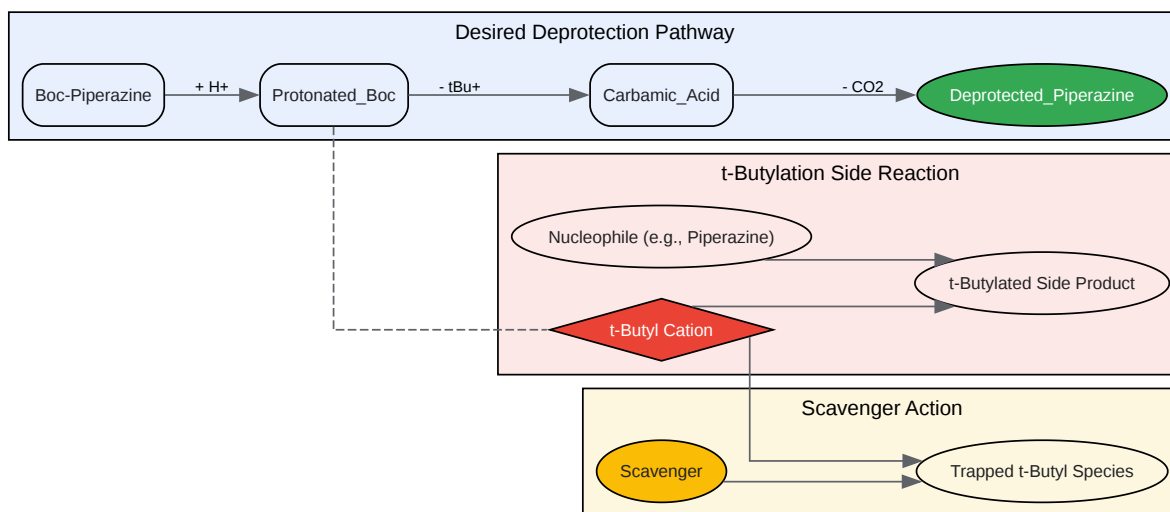 Desired Deprotection Pathway
Boc-Piperazine
+ H+
Protonated_Boc
- tBu+
Carbamic_Acid
- CO2
Deprotected_Piperazine
t-Butylation Side Reaction
Nucleophile (e.g., Piperazine)
t-Butylated Side Product
t-Butyl Cation
Scavenger Action
Scavenger
Trapped t-Butyl Species